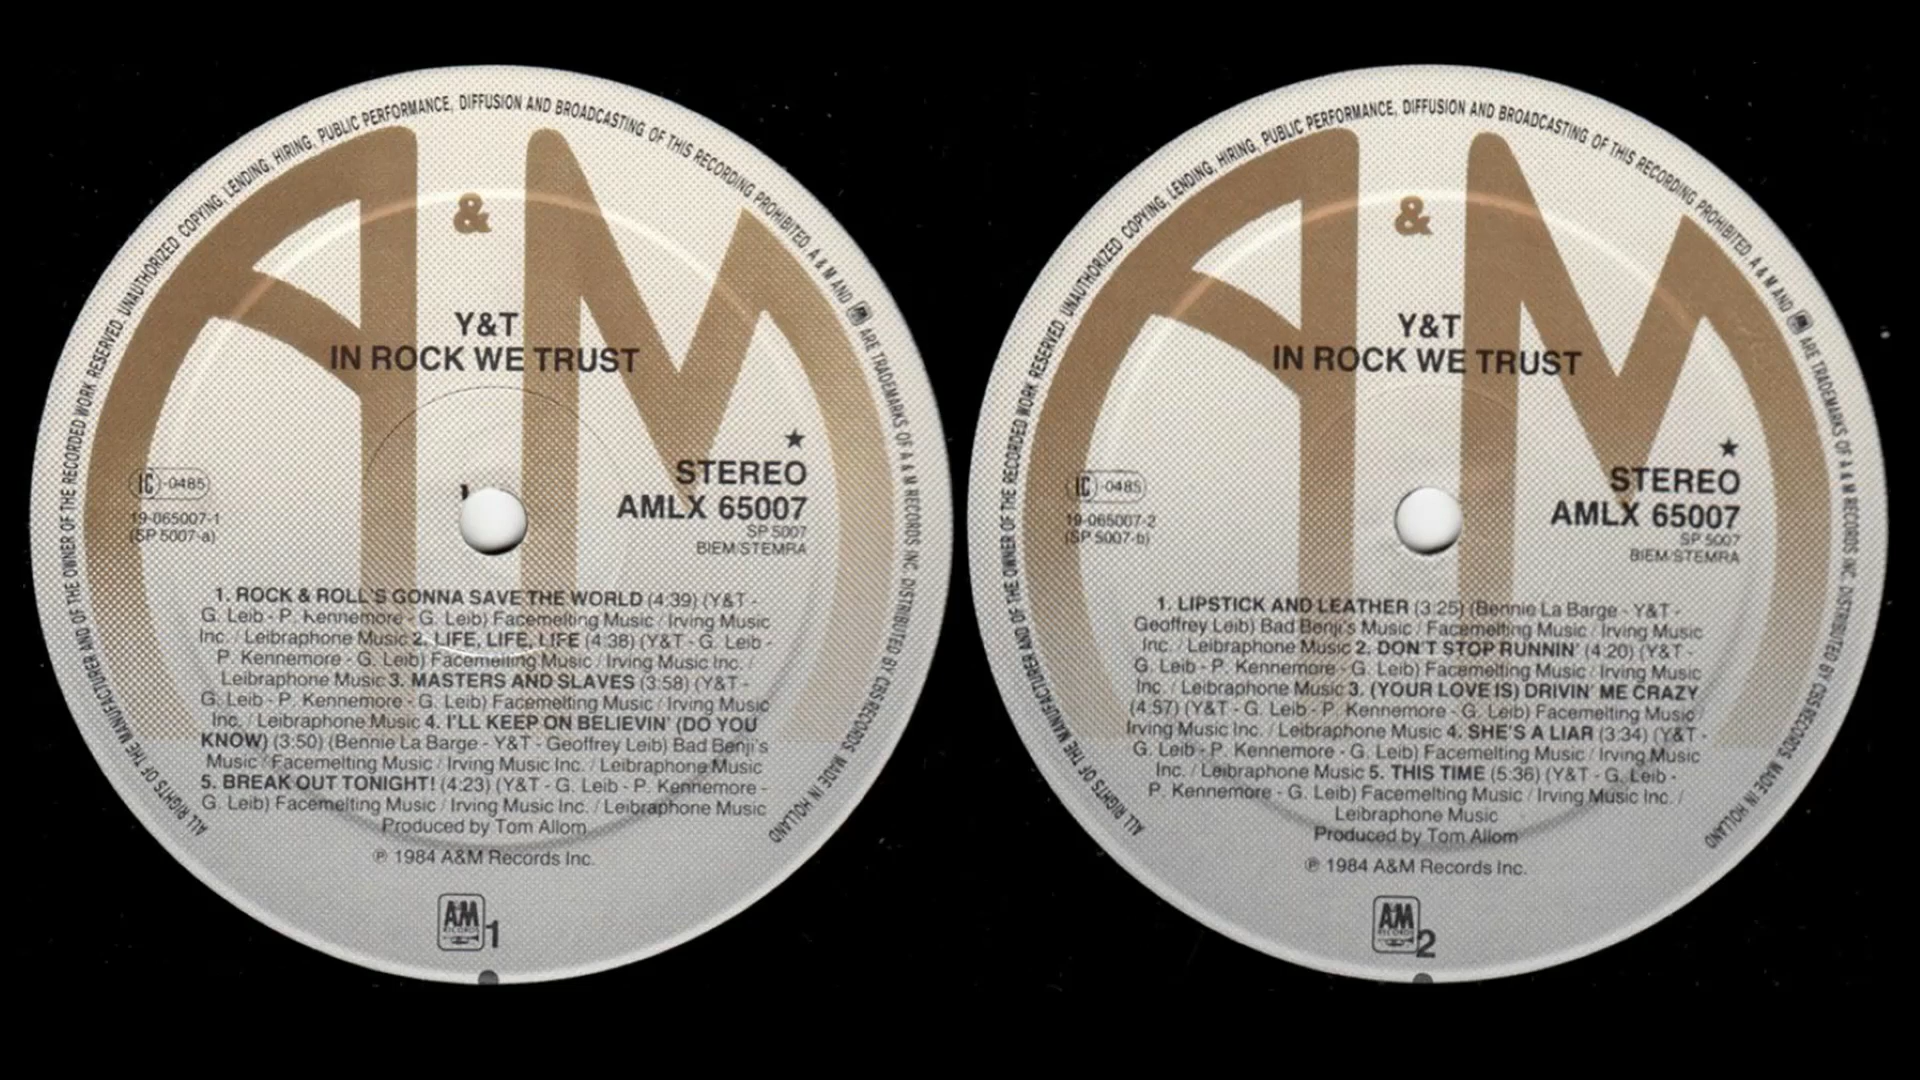 ALL RIGHTS OF THE MANUFACTURER AND OF THE OWNER OF THE RECORDED WORK RESERVED. UNAUTHORIZED COPYING, LENDING, HIRING, PUBLIC PERFORMANCE, DIFFUSION AND BROADCASTING OF THIS RECORDING PROHIBITED. A & M AND AM ARE TRADEMARKS OF A & M RECORDS INC. DISTRIBUTED BY CBS RECORDS MADE IN HOLLAND
A & M
Y&T
IN ROCK WE TRUST
★
STEREO
AMLX 65007
SP 5007
BIEM/STEMRA
IC -0485
19-065007-1
(SP 5007-a)
1. ROCK & ROLL'S GONNA SAVE THE WORLD (4:39) (Y&T -
G. Leib - P. Kennemore - G. Leib) Facemelting Music / Irving Music
Inc. / Leibraphone Music 2. LIFE, LIFE, LIFE (4:38) (Y&T - G. Leib -
P. Kennemore - G. Leib) Facemelting Music / Irving Music Inc. /
Leibraphone Music 3. MASTERS AND SLAVES (3:58) (Y&T -
G. Leib - P. Kennemore - G. Leib) Facemelting Music / Irving Music
Inc. / Leibraphone Music 4. I'LL KEEP ON BELIEVIN' (DO YOU
KNOW) (3:50) (Bennie La Barge - Y&T - Geoffrey Leib) Bad Benji's
Music / Facemelting Music / Irving Music Inc. / Leibraphone Music
5. BREAK OUT TONIGHT! (4:23) (Y&T - G. Leib - P. Kennemore -
G. Leib) Facemelting Music / Irving Music Inc. / Leibraphone Music
Produced by Tom Allom
℗ 1984 A&M Records Inc.
AM
RECORDS
1
ALL RIGHTS OF THE MANUFACTURER AND OF THE OWNER OF THE RECORDED WORK RESERVED. UNAUTHORIZED COPYING, LENDING, HIRING, PUBLIC PERFORMANCE, DIFFUSION AND BROADCASTING OF THIS RECORDING PROHIBITED. A & M AND AM ARE TRADEMARKS OF A & M RECORDS INC. DISTRIBUTED BY CBS RECORDS MADE IN HOLLAND
A & M
Y&T
IN ROCK WE TRUST
★
STEREO
AMLX 65007
SP 5007
BIEM/STEMRA
IC -0485
19-065007-2
(SP 5007-b)
1. LIPSTICK AND LEATHER (3:25) (Bennie La Barge - Y&T -
Geoffrey Leib) Bad Benji's Music / Facemelting Music / Irving Music
Inc. / Leibraphone Music 2. DON'T STOP RUNNIN' (4:20) (Y&T -
G. Leib - P. Kennemore - G. Leib) Facemelting Music / Irving Music
Inc. / Leibraphone Music 3. (YOUR LOVE IS) DRIVIN' ME CRAZY
(4:57) (Y&T - G. Leib - P. Kennemore - G. Leib) Facemelting Music /
Irving Music Inc. / Leibraphone Music 4. SHE'S A LIAR (3:34) (Y&T -
G. Leib - P. Kennemore - G. Leib) Facemelting Music / Irving Music
Inc. / Leibraphone Music 5. THIS TIME (5:36) (Y&T - G. Leib -
P. Kennemore - G. Leib) Facemelting Music / Irving Music Inc. /
Leibraphone Music
Produced by Tom Allom
℗ 1984 A&M Records Inc.
AM
RECORDS
2